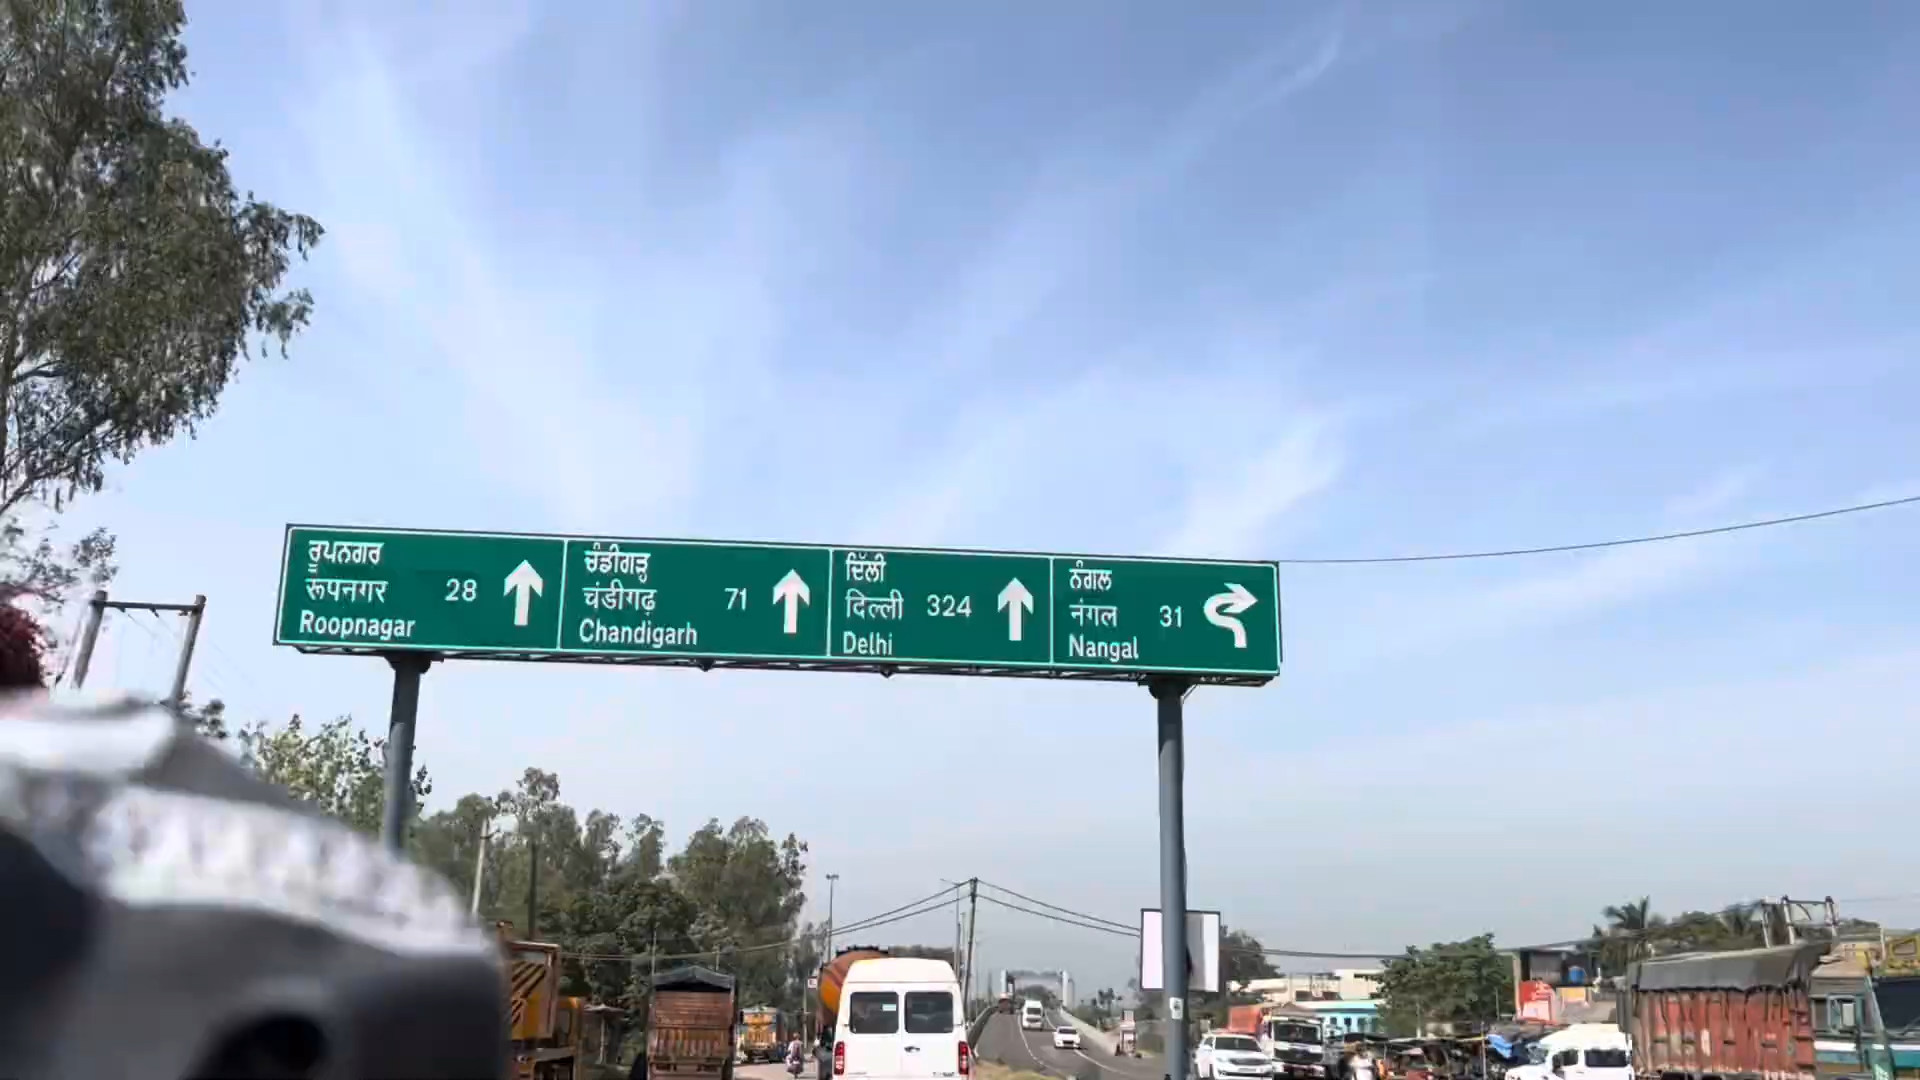 ਰੂਪਨਗਰ
रूपनगर
Roopnagar
28
ਚੰਡੀਗੜ੍ਹ
चंडीगढ़
Chandigarh
71
ਦਿੱਲੀ
दिल्ली
Delhi
324
ਨੰਗਲ
नंगल
Nangal
31